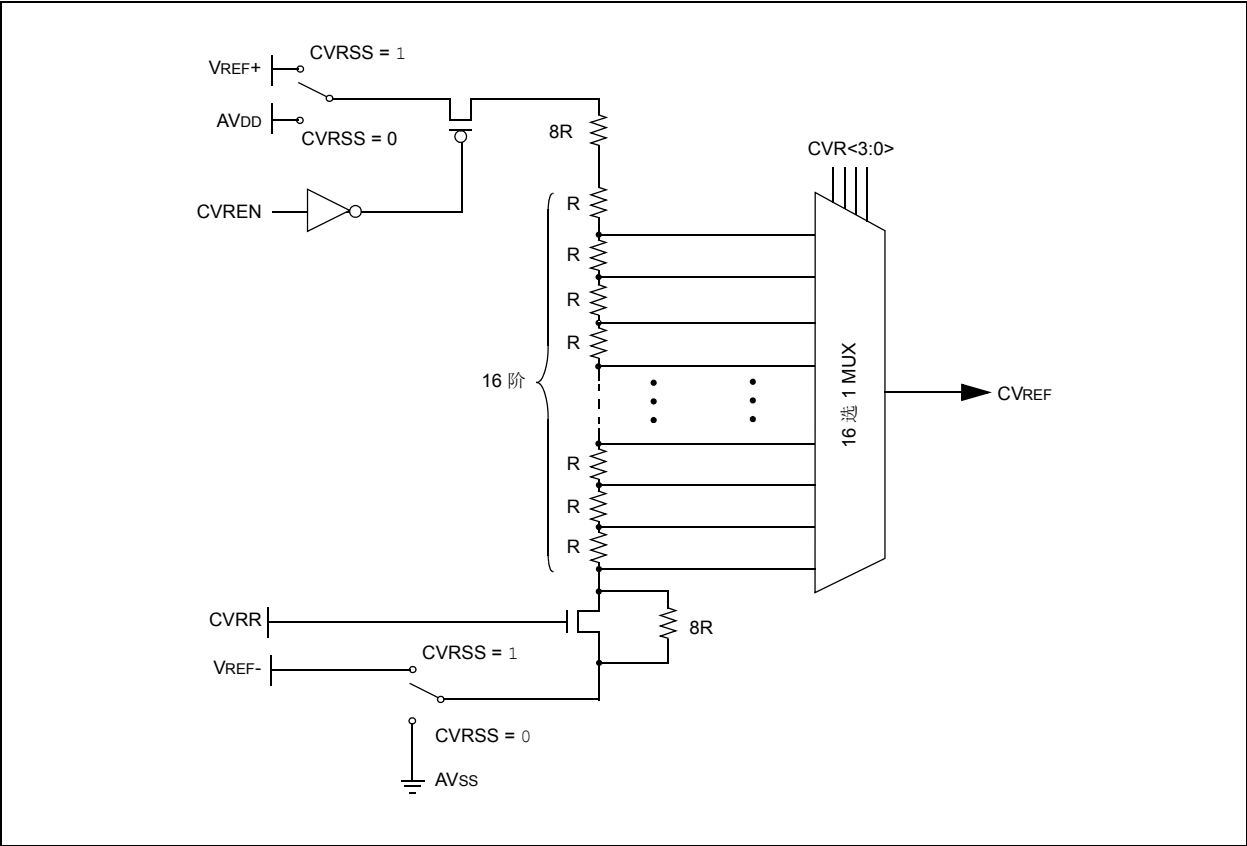 CVRSS = 1
VREF+
AVDD
CVRSS = 0
8R
CVR<3:0>
CVREN
R
R
R
R
16 阶
16 选 1 MUX
CVREF
R
R
R
CVRR
8R
CVRSS = 1
VREF-
CVRSS = 0
AVSS